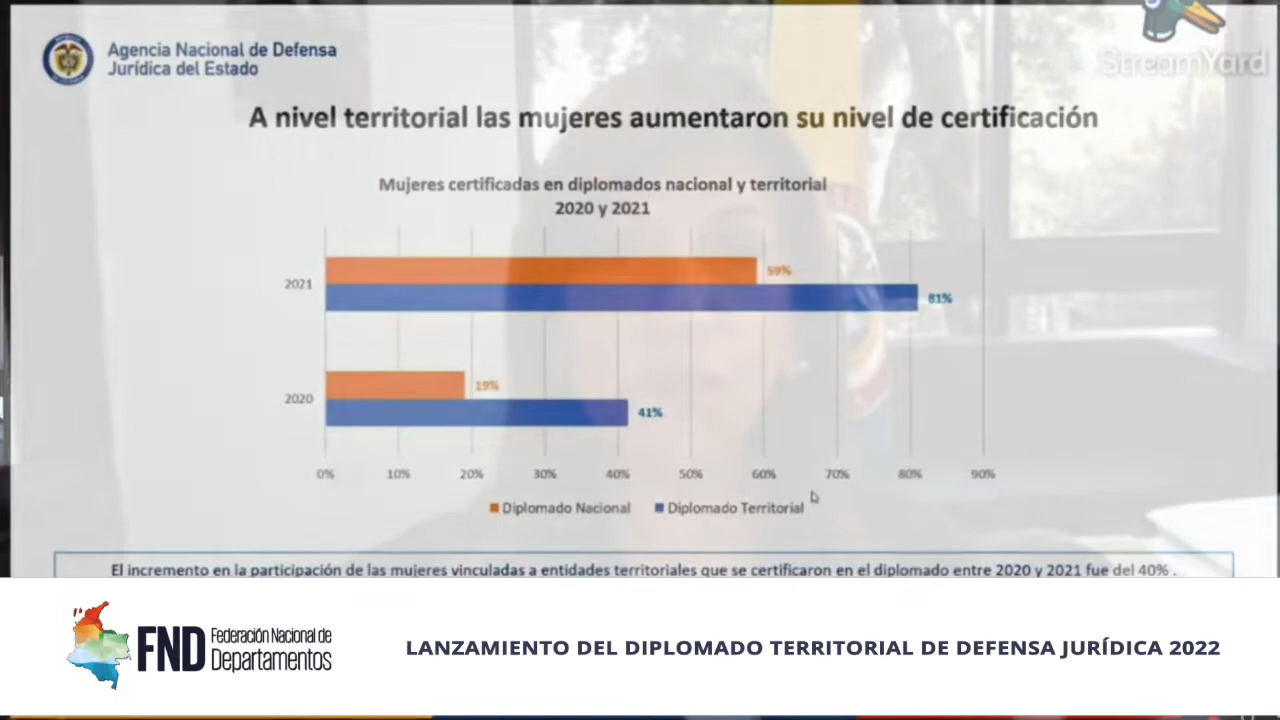 StreamYard
Agencia Nacional de Defensa
Jurídica del Estado
A nivel territorial las mujeres aumentaron su nivel de certificación
Mujeres certificadas en diplomados nacional y territorial
2020 y 2021
2021
59%
81%
2020
19%
41%
0% 10% 20% 30% 40% 50% 60% 70% 80% 90%
Diplomado Nacional Diplomado Territorial
El incremento en la participación de las mujeres vinculadas a entidades territoriales que se certificaron en el diplomado entre 2020 y 2021 fue del 40% .
FND Federación Nacional de
Departamentos
LANZAMIENTO DEL DIPLOMADO TERRITORIAL DE DEFENSA JURÍDICA 2022